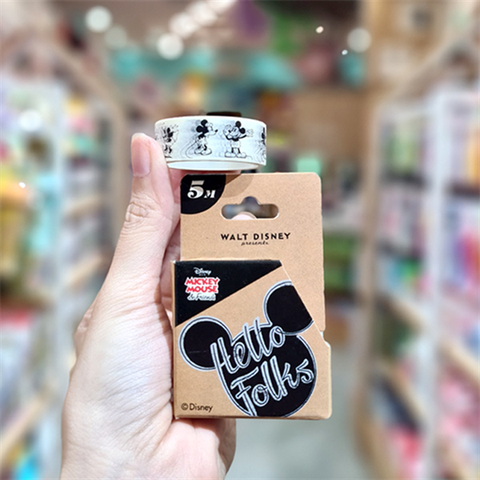 5M
WALT DISNEY
presents
Disney
MICKEY
MOUSE
Hello
Folks
©Disney